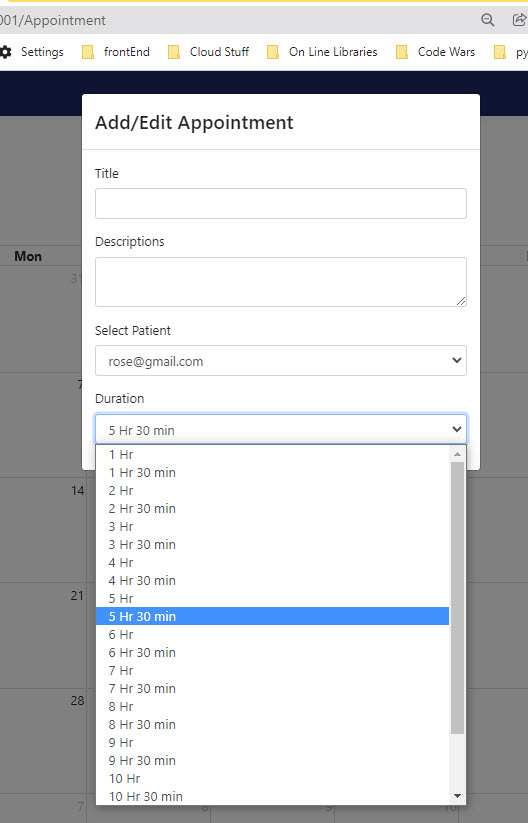 001/Appointment
Settings frontEnd Cloud Stuff On Line Libraries Code Wars py
Add/Edit Appointment
Title
Descriptions
Mon
31
Select Patient
rose@gmail.com
7
Duration
5 Hr 30 min
1 Hr
1 Hr 30 min
14
2 Hr
2 Hr 30 min
3 Hr
3 Hr 30 min
4 Hr
4 Hr 30 min
21
5 Hr
5 Hr 30 min
6 Hr
6 Hr 30 min
7 Hr
7 Hr 30 min
28
8 Hr
8 Hr 30 min
9 Hr
9 Hr 30 min
10 Hr
10 Hr 30 min
7 8 9 10